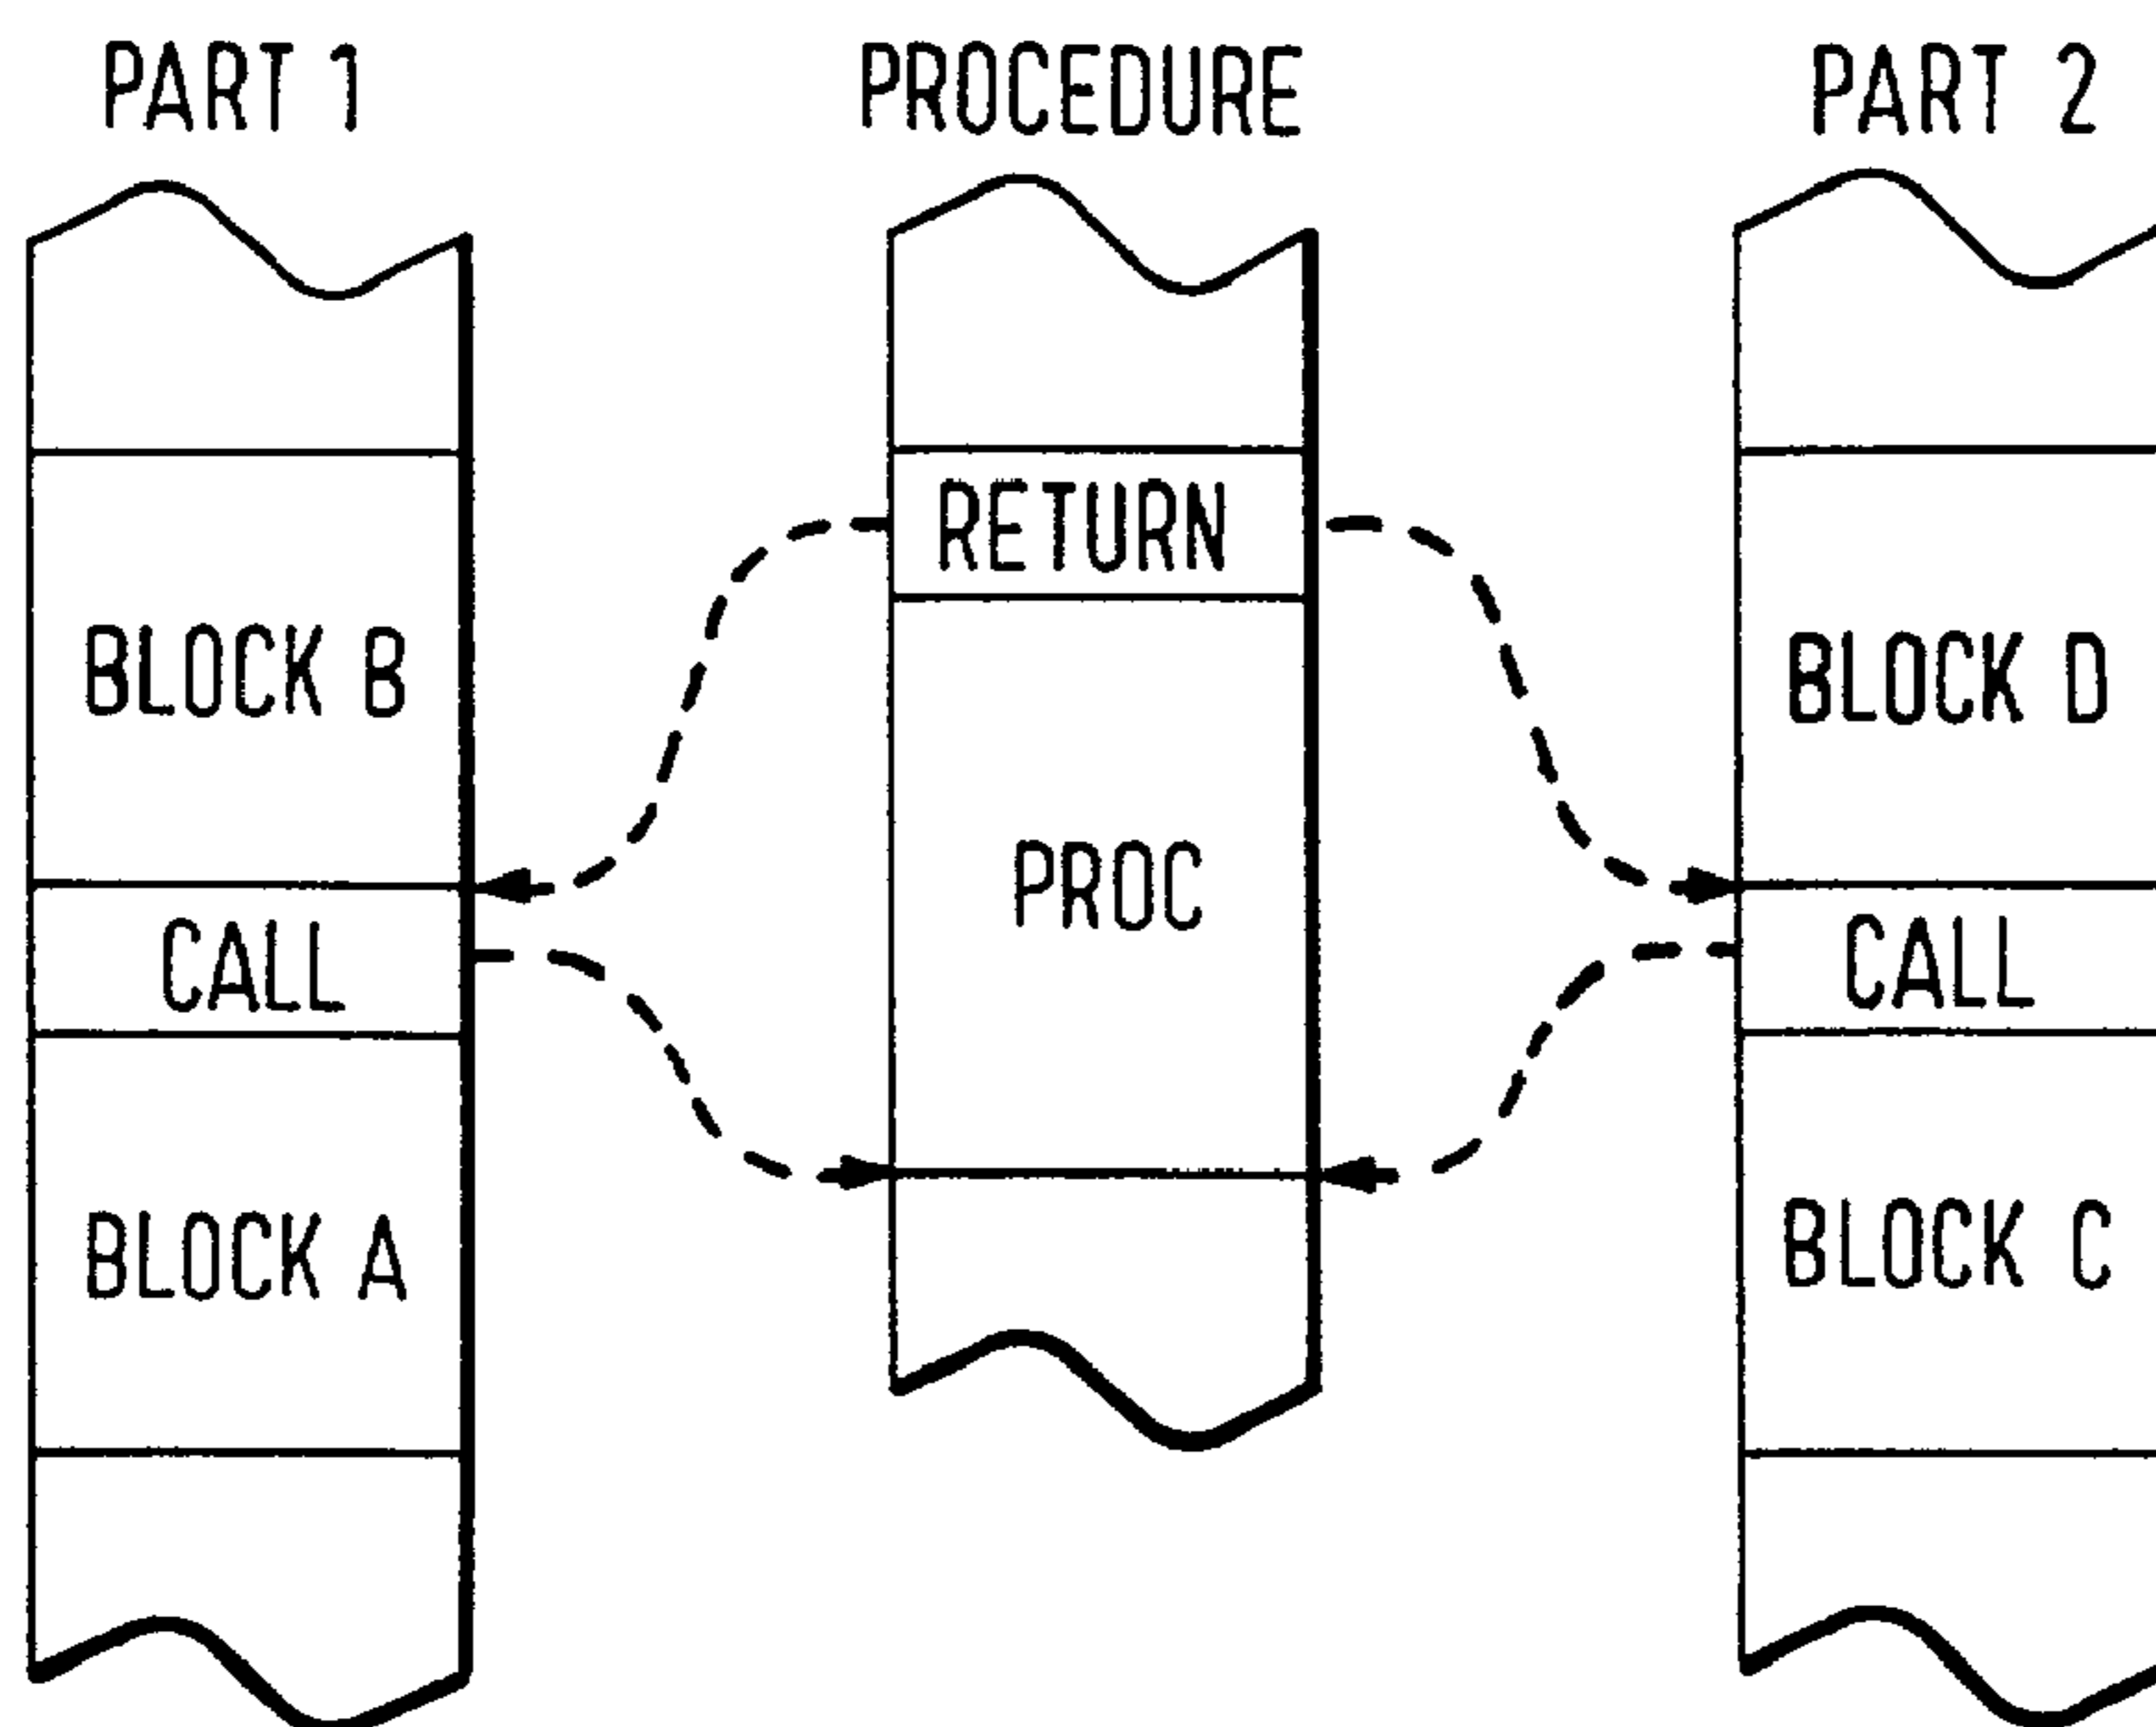 PART 1
PROCEDURE
PART 2
RETURN
BLOCK B
BLOCK D
PROC
CALL
CALL
BLOCK A
BLOCK C